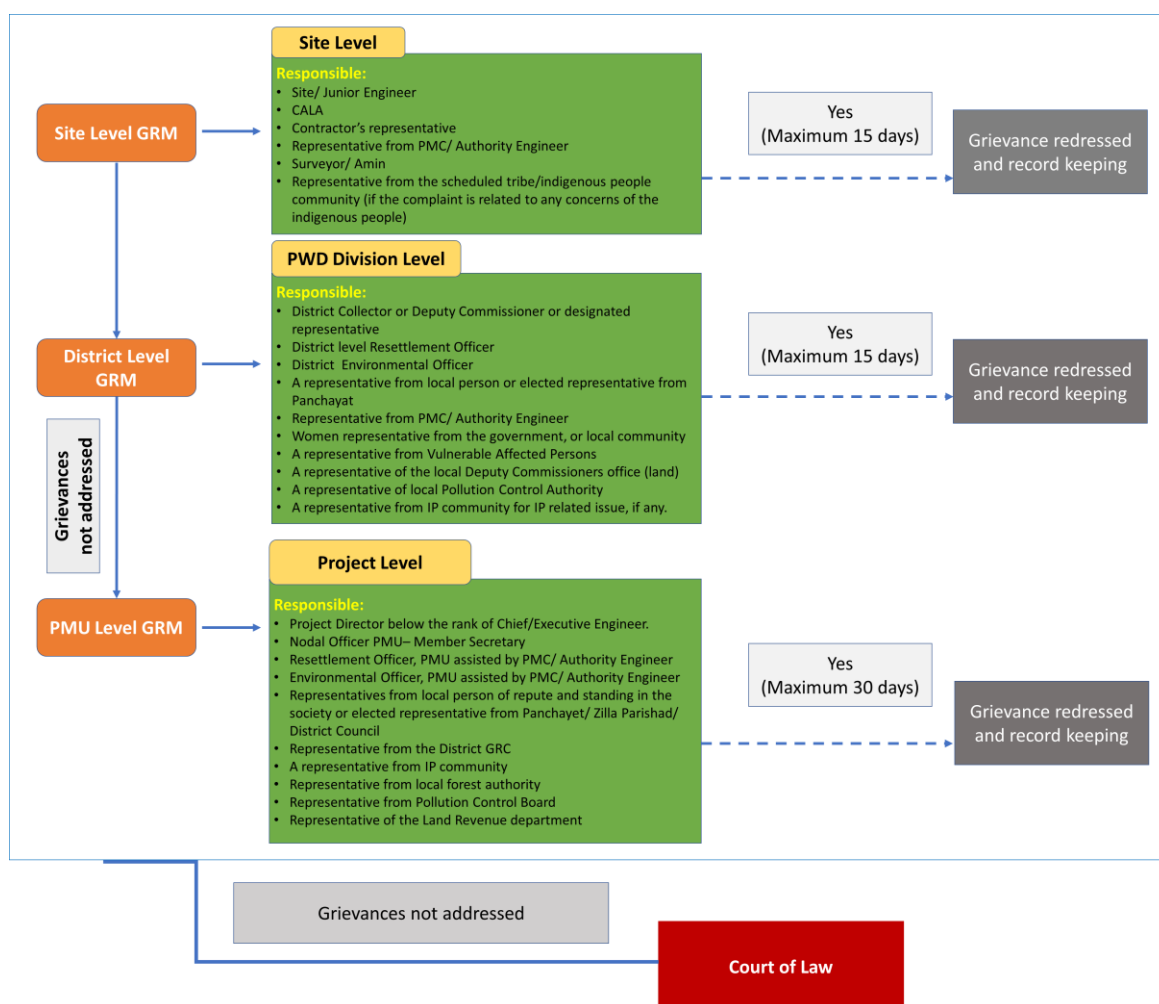 Site Level
Responsible:
• Site/ Junior Engineer
• CALA
• Contractor's representative
• Representative from PMC/ Authority Engineer
• Surveyor/ Amin
• Representative from the scheduled tribe/indigenous people
community (if the complaint is related to any concerns of the
indigenous people)
Site Level GRM
Yes
(Maximum 15 days)
Grievance redressed
and record keeping
PWD Division Level
Responsible:
• District Collector or Deputy Commissioner or designated
representative
• District level Resettlement Officer
• District Environmental Officer
• A representative from local person or elected representative from
Panchayat
• Representative from PMC/ Authority Engineer
• Women representative from the government, or local community
• A representative from Vulnerable Affected Persons
• A representative of the local Deputy Commissioners office (land)
• A representative of local Pollution Control Authority
• A representative from IP community for IP related issue, if any.
District Level
GRM
Yes
(Maximum 15 days)
Grievance redressed
and record keeping
Grievances
not addressed
Project Level
Responsible:
• Project Director below the rank of Chief/Executive Engineer.
• Nodal Officer PMU– Member Secretary
• Resettlement Officer, PMU assisted by PMC/ Authority Engineer
• Environmental Officer, PMU assisted by PMC/ Authority Engineer
• Representatives from local person of repute and standing in the
society or elected representative from Panchayet/ Zilla Parishad/
District Council
• Representative from the District GRC
• A representative from IP community
• Representative from local forest authority
• Representative from Pollution Control Board
• Representative of the Land Revenue department
PMU Level GRM
Yes
(Maximum 30 days)
Grievance redressed
and record keeping
Grievances not addressed
Court of Law